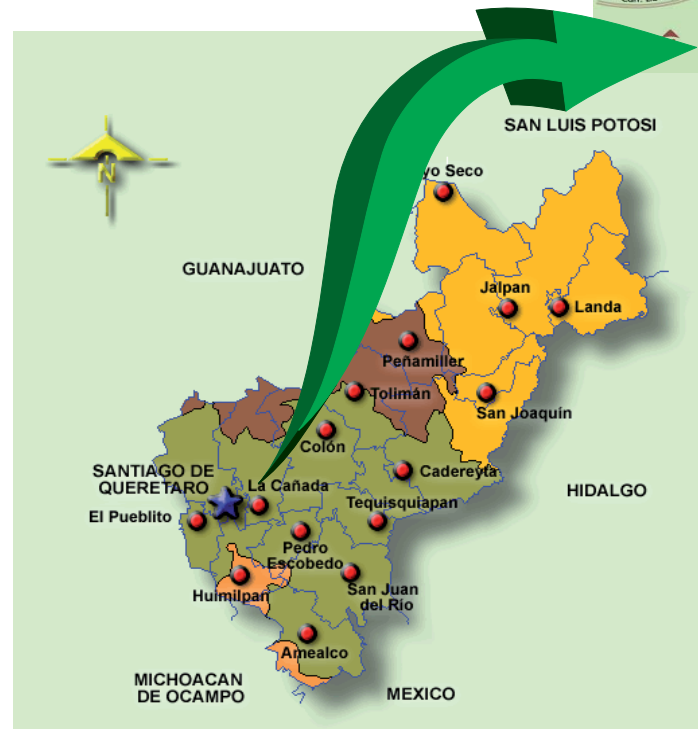 SAN LUIS POTOSI
yo Seco
GUANAJUATO
Jalpan
Landa
Peñamiller
Tolimán
San Joaquín
Colón
SANTIAGO DE
QUERETARO
La Cañada
Cadereyta
HIDALGO
El Pueblito
Tequisquiapan
Pedro
Escobedo
Huimilpan
San Juan
del Río
Amealco
MICHOACAN
DE OCAMPO
MEXICO
N